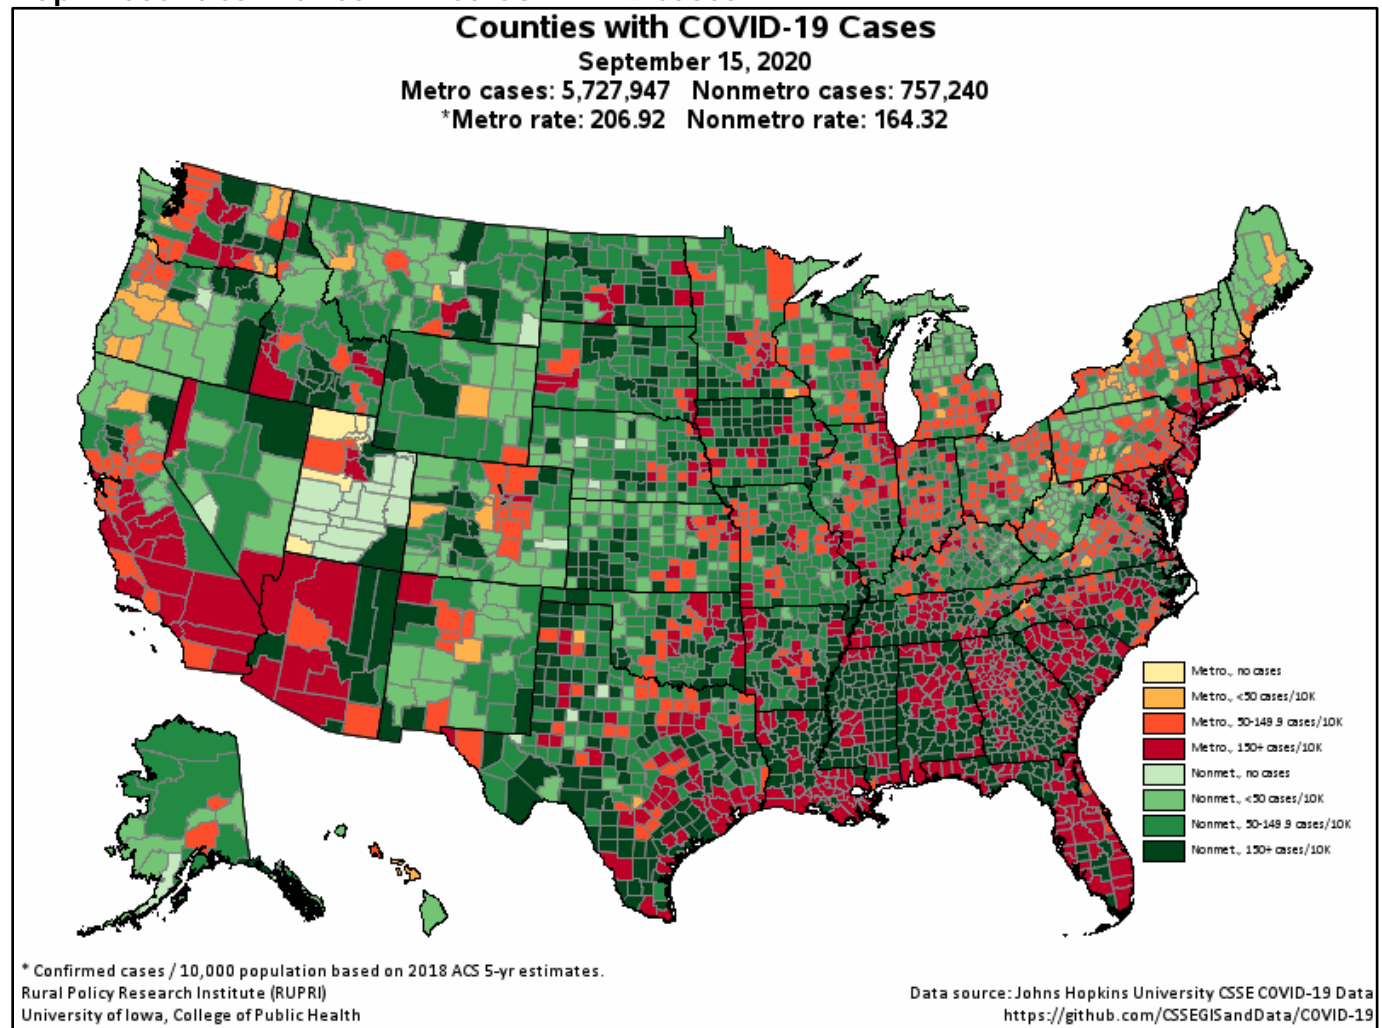 Counties with COVID-19 Cases
September 15, 2020
Metro cases: 5,727,947 Nonmetro cases: 757,240
*Metro rate: 206.92 Nonmetro rate: 164.32
Metro., no cases
Metro., <50 cases/10K
Metro., 50-149.9 cases/10K
Metro., 150+ cases/10K
Nonmet., no cases
Nonmet., <50 cases/10K
Nonmet., 50-149.9 cases/10K
Nonmet., 150+ cases/10K
* Confirmed cases / 10,000 population based on 2018 ACS 5-yr estimates.
Rural Policy Research Institute (RUPRI)
University of Iowa, College of Public Health
Data source: Johns Hopkins University CSSE COVID-19 Data
https://github.com/CSSEGISandData/COVID-19